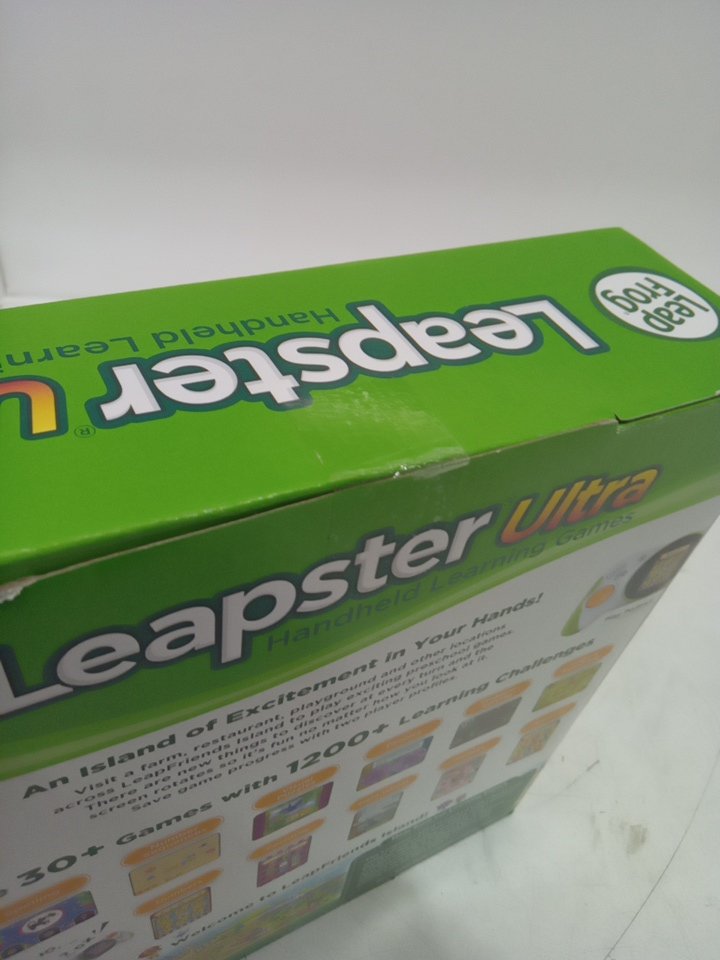 Leap
Frog
Leapster
®
U
Handheld Learni
Leapster Ultra
Handheld Learning Games
An Island of Excitement in Your Hands!
Visit a farm, restaurant, playground and other locations
across LeapFriends Island to play exciting preschool games.
There are new things to discover at every turn and the
screen rotates so it's fun no matter how you look at it.
Save game progress with two player profiles.
30+ Games with 1200+ Learning Challenges
Welcome to LeapFriends Island!